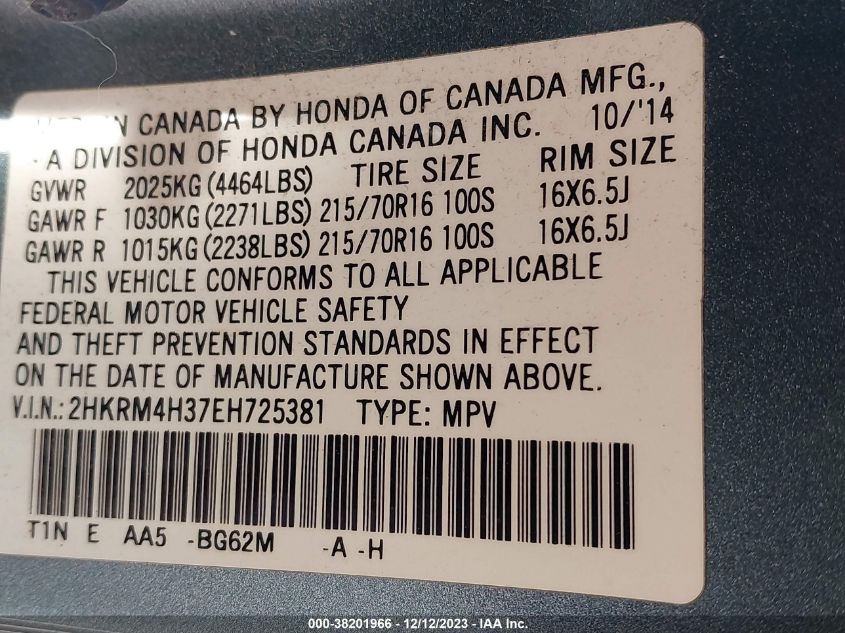 IN CANADA BY HONDA OF CANADA MFG.,
A DIVISION OF HONDA CANADA INC. 10/'14
GVWR 2025KG (4464LBS) TIRE SIZE RIM SIZE
GAWR F 1030KG (2271LBS) 215/70R16 100S 16X6.5J
GAWR R 1015KG (2238LBS) 215/70R16 100S 16X6.5J
THIS VEHICLE CONFORMS TO ALL APPLICABLE
FEDERAL MOTOR VEHICLE SAFETY
AND THEFT PREVENTION STANDARDS IN EFFECT
ON THE DATE OF MANUFACTURE SHOWN ABOVE.
V.I.N.: 2HKRM4H37EH725381 TYPE: MPV
T1N E AA5 -BG62M -A -H
000-38201966 - 12/12/2023 - IAA Inc.